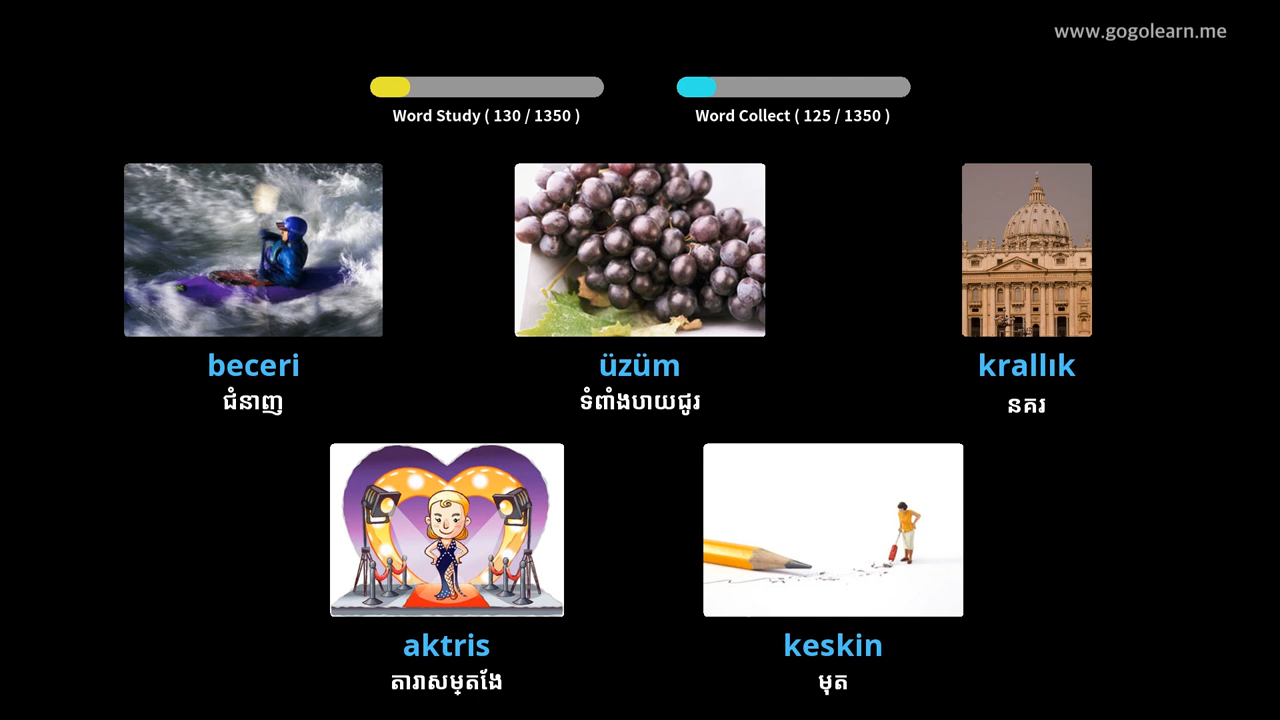 www.gogolearn.me
Word Study ( 130 / 1350 )
Word Collect ( 125 / 1350 )
beceri
ជំនាញ
üzüm
ទំពាំងបាយជូរ
krallık
នគរ
aktris
តារាសម្តែង
keskin
មុត